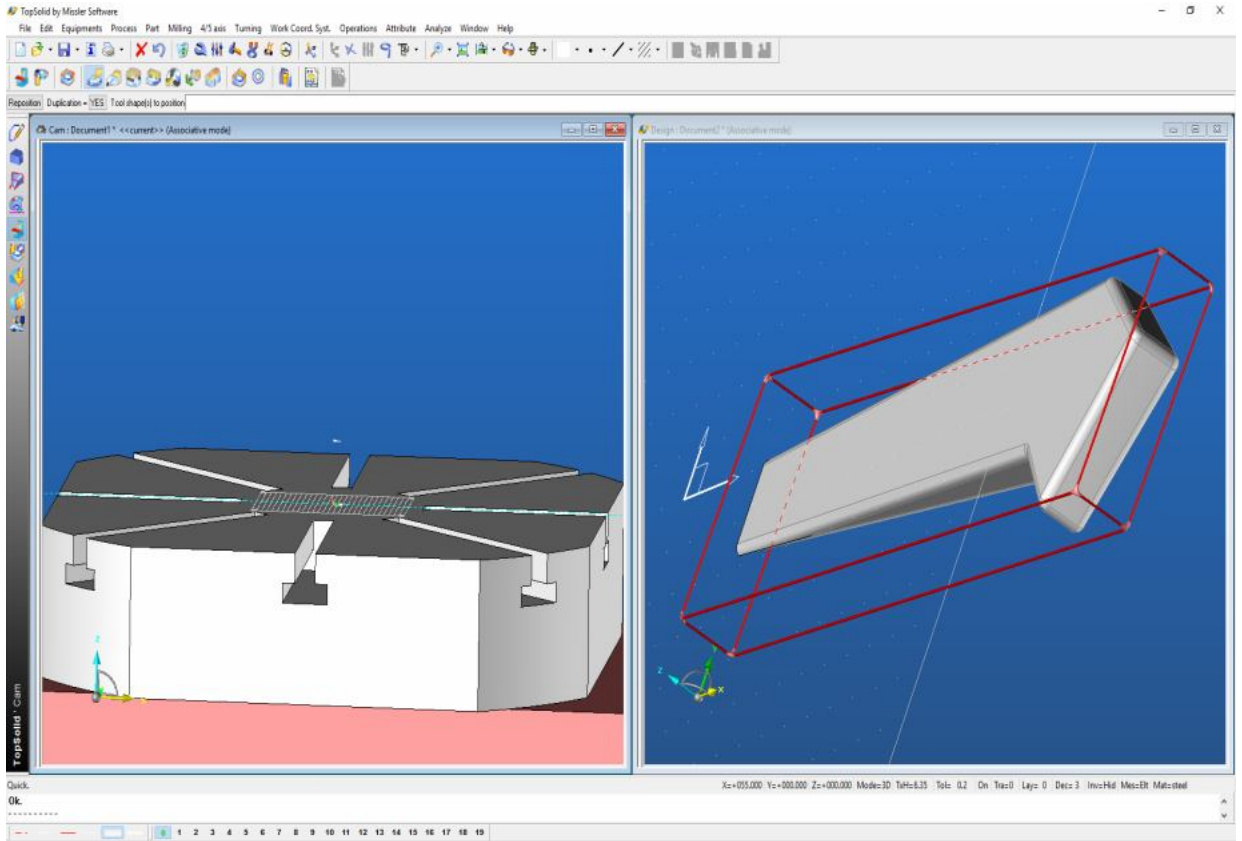 TopSolid by Missler Software
File Edit Equipments Process Part Milling 4/5 axis Turning Work Coord. Syst. Operations Attribute Analyze Window Help
Reposition Duplication = YES Tool shape(s) to position
Cam : Document1 * <<current>> (Associative mode)
Design : Document2 * (Associative mode)
z
Z
X
TopSolid'Cam
Quick.
X=+055.000 Y=+000.000 Z=+000.000 Mode=3D TsH=6.35 Tol= 0.2 On Tra=0 Lay= 0 Dec= 3 Inv=Hid Mes=Elt Mat=steel
Ok.
----------
0 1 2 3 4 5 6 7 8 9 10 11 12 13 14 15 16 17 18 19